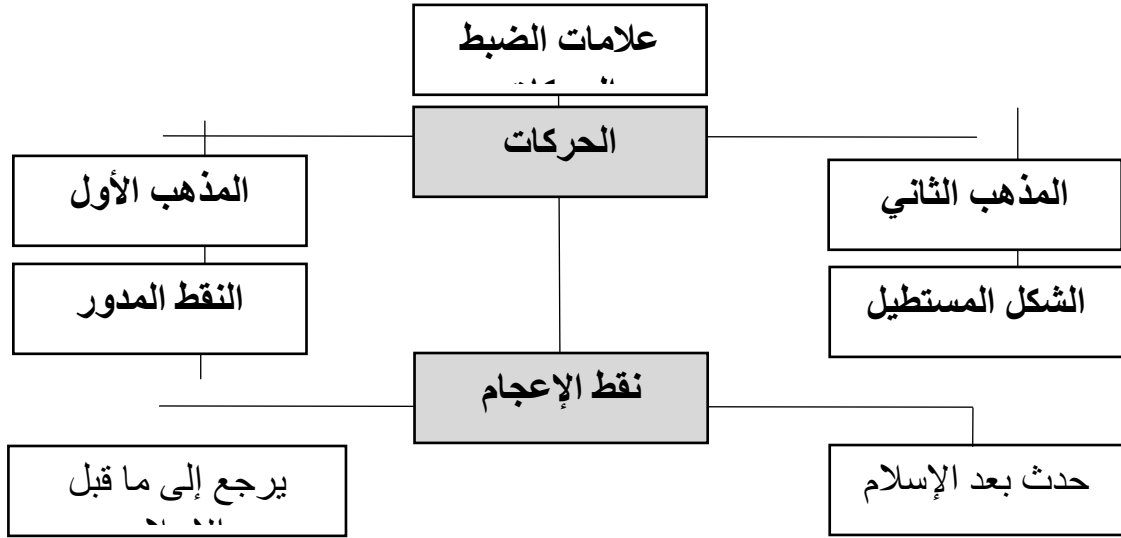 علامات الضبط
الحركات
المذهب الثاني
المذهب الأول
الشكل المستطيل
النقط المدور
نقط الإعجام
حدث بعد الإسلام
يرجع إلى ما قبل